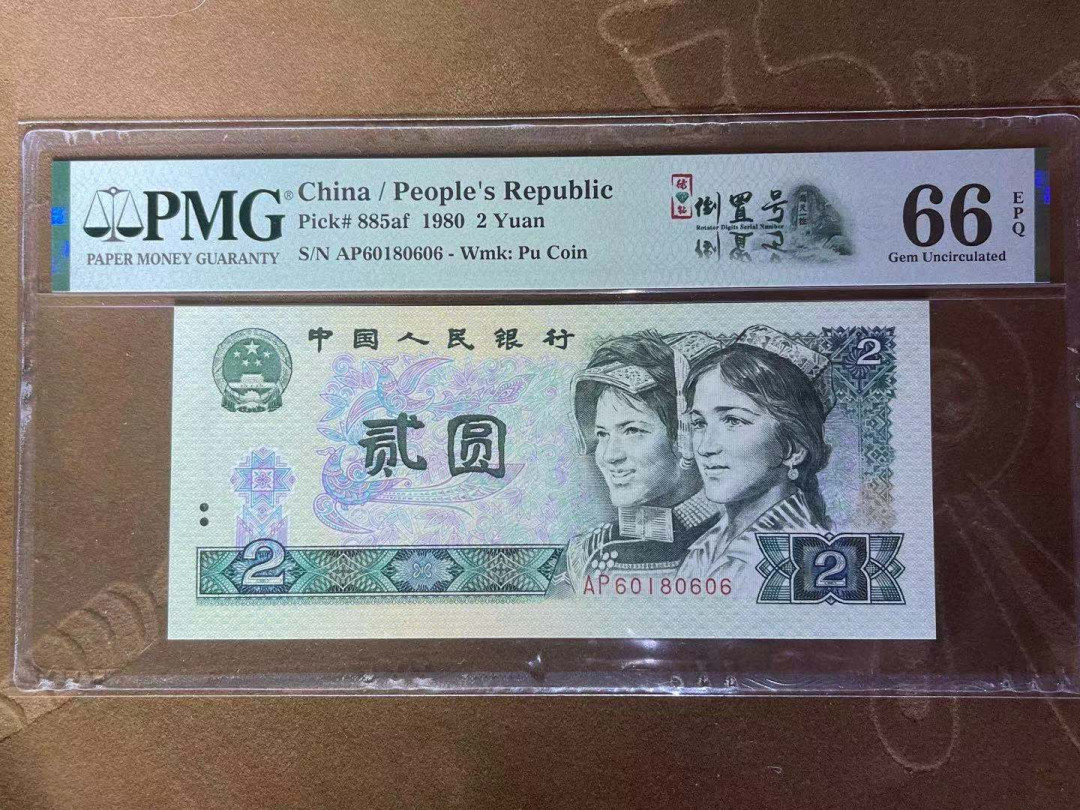 PMG®
PAPER MONEY GUARANTY
China / People's Republic
Pick# 885af 1980 2 Yuan
S/N AP60180606 - Wmk: Pu Coin
倒置号
Rotator Digits Serial Number
66
EPQ
Gem Uncirculated
中国人民银行
2
贰圆
2
AP60180606
2